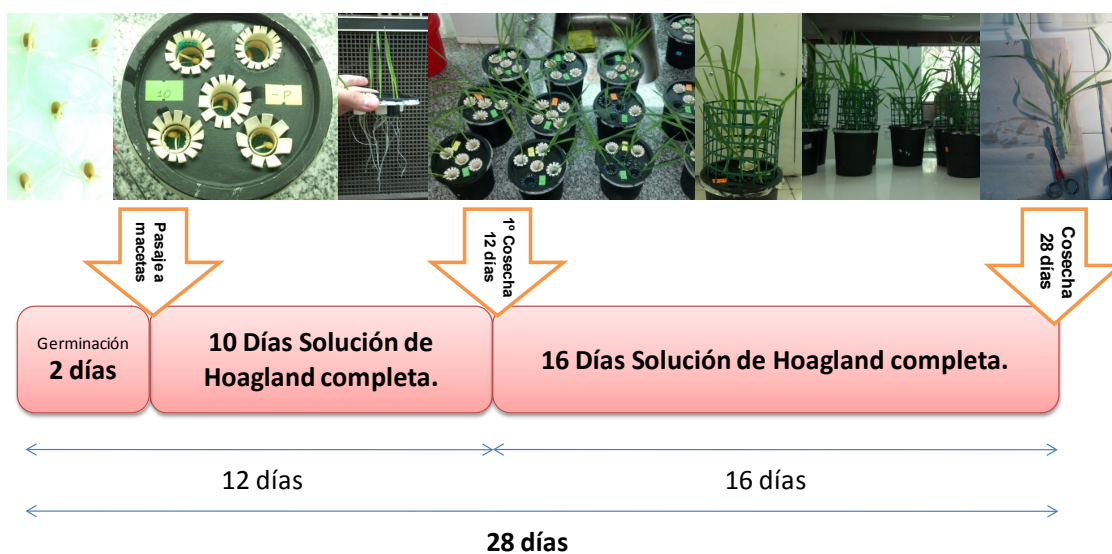 10
-P
Pasaje a
macetas
1º Cosecha
12 días
Cosecha
28 días
Germinación
2 días
10 Días Solución de
Hoagland completa.
16 Días Solución de Hoagland completa.
12 días
16 días
28 días